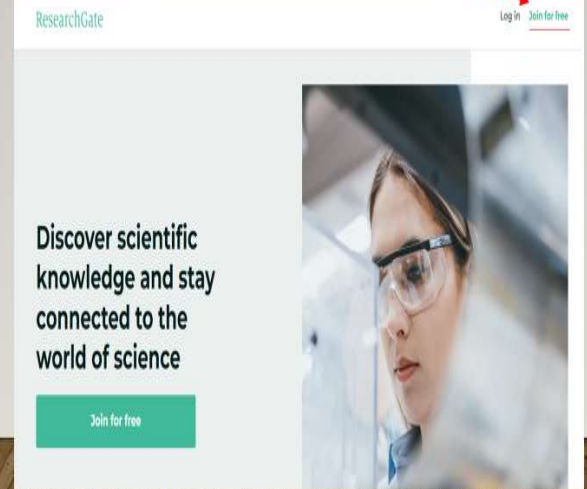 ResearchGate
Log in Join for free
Discover scientific
knowledge and stay
connected to the
world of science
Join for free